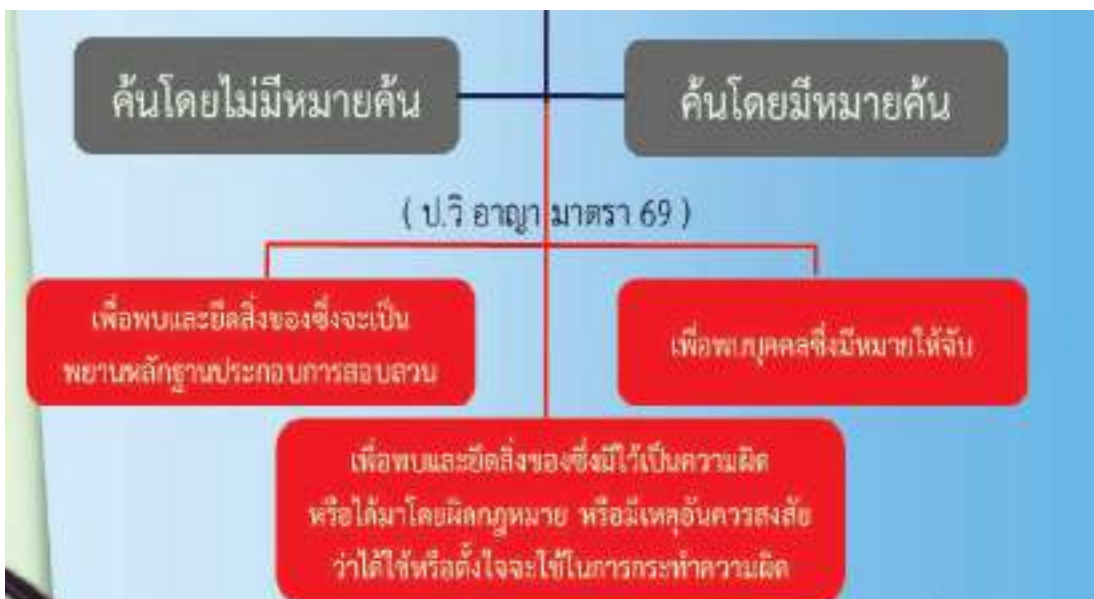 ค้นโดยไม่มีหมายค้น
ค้นโดยมีหมายค้น
( ป.วิ อาญา มาตรา 69 )
เพื่อพบและยึดสิ่งของซึ่งจะเป็น
พยานหลักฐานประกอบการสอบสวน
เพื่อพบบุคคลซึ่งมีหมายให้จับ
เพื่อพบและยึดสิ่งของซึ่งมีไว้เป็นความผิด
หรือได้มาโดยผิดกฎหมาย หรือมีเหตุอันควรสงสัย
ว่าได้ใช้หรือตั้งใจจะใช้ในการกระทำความผิด